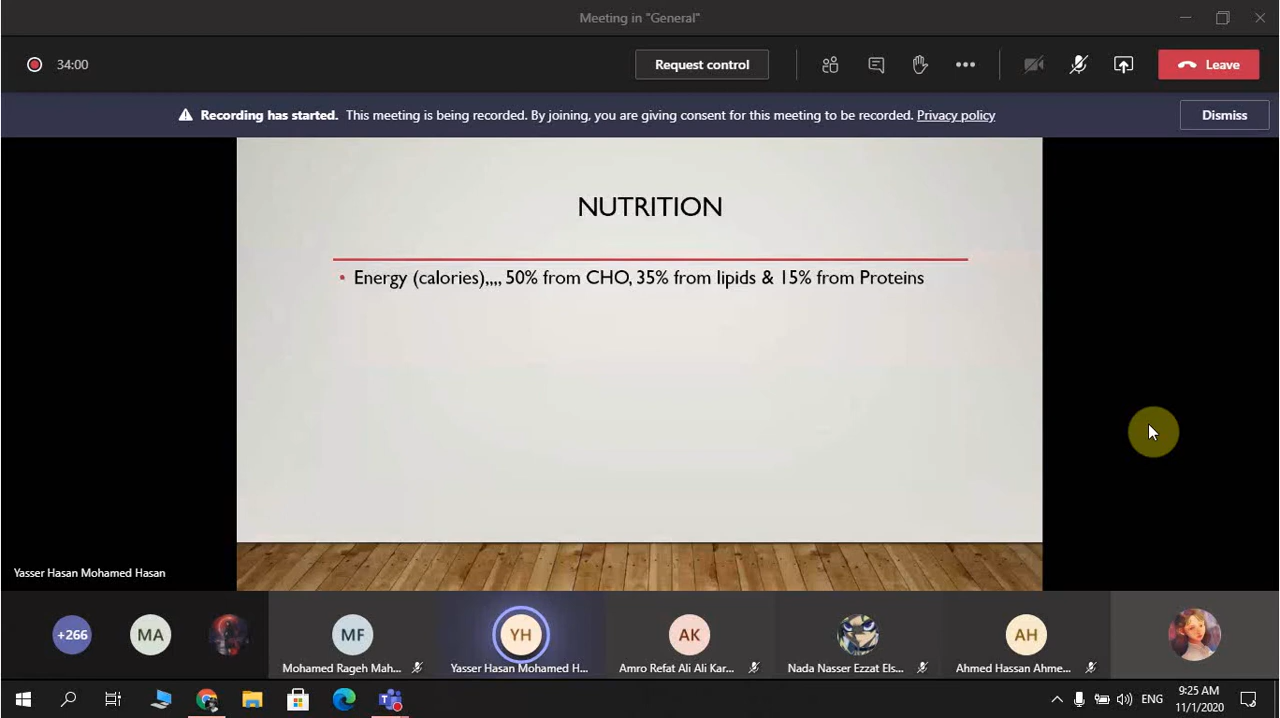 Meeting in "General"
34:00
Request control
Leave
Recording has started. This meeting is being recorded. By joining, you are giving consent for this meeting to be recorded. Privacy policy
Dismiss
NUTRITION
• Energy (calories),,,, 50% from CHO, 35% from lipids & 15% from Proteins
Yasser Hasan Mohamed Hasan
+266
MA
MF
YH
AK
AH
Mohamed Rageh Mah...
Yasser Hasan Mohamed H...
Amro Refat Ali Ali Kar...
Nada Nasser Ezzat Els...
Ahmed Hassan Ahme...
ENG
9:25 AM
11/1/2020